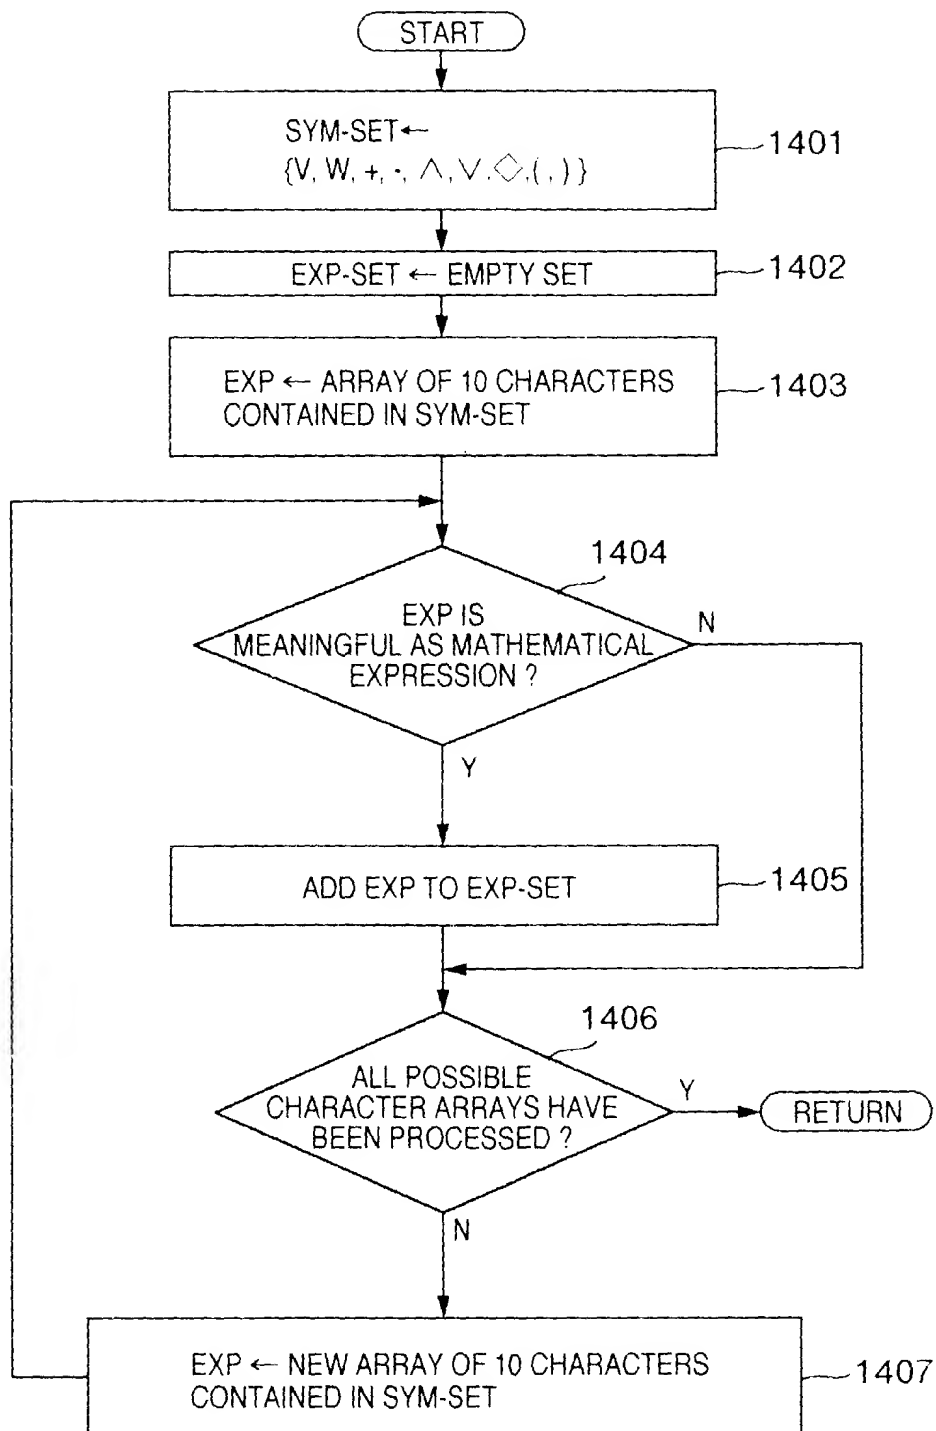 START
SYM-SET←
{V, W, +, ·, ∧, ∨, ◇, (, ) }
1401
EXP-SET ← EMPTY SET
1402
EXP ← ARRAY OF 10 CHARACTERS
CONTAINED IN SYM-SET
1403
1404
EXP IS
MEANINGFUL AS MATHEMATICAL
EXPRESSION ?
N
Y
ADD EXP TO EXP-SET
1405
1406
ALL POSSIBLE
CHARACTER ARRAYS HAVE
BEEN PROCESSED ?
Y
RETURN
N
EXP ← NEW ARRAY OF 10 CHARACTERS
CONTAINED IN SYM-SET
1407